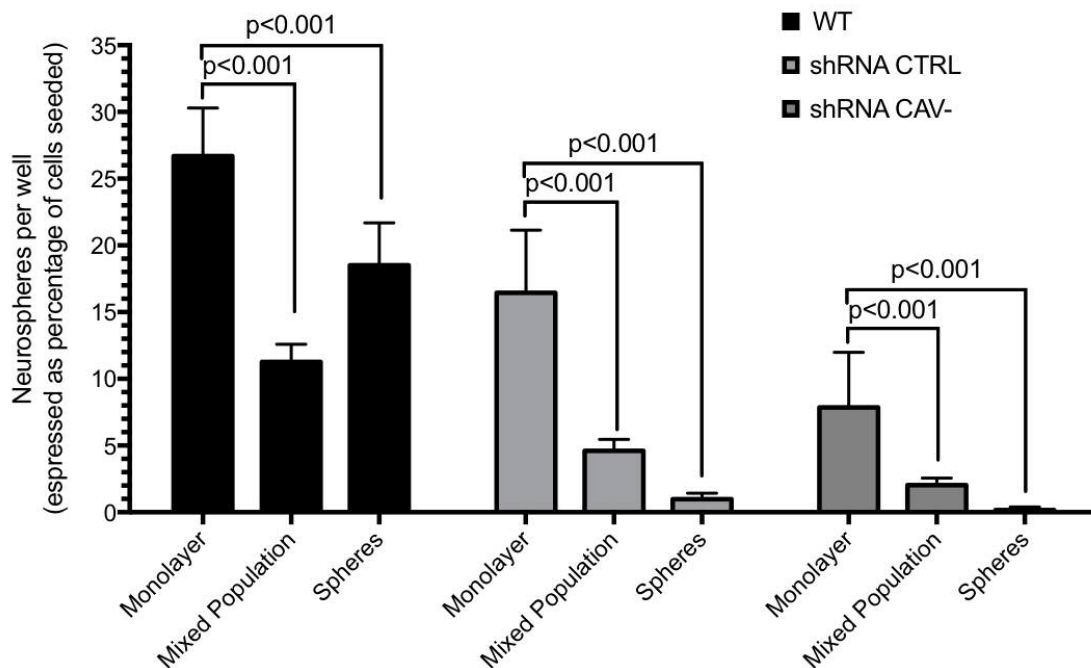 WT
shRNA CTRL
shRNA CAV-
Neurospheres per well
(espressed as percentage of cells seeded)
35
30
25
20
15
10
5
0
p<0.001
p<0.001
p<0.001
p<0.001
p<0.001
p<0.001
Monolayer
Mixed Population
Spheres
Monolayer
Mixed Population
Spheres
Monolayer
Mixed Population
Spheres